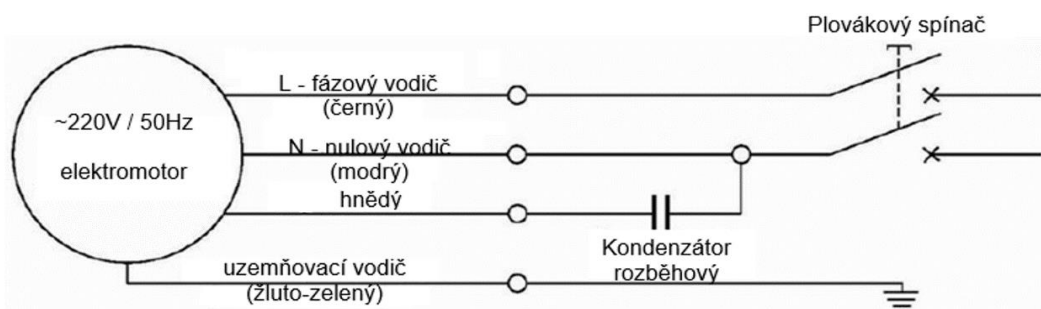 Plovákový spínač
L - fázový vodič
(černý)
~220V / 50Hz
elektromotor
N - nulový vodič
(modrý)
hnědý
Kondenzátor
rozběhový
uzemňovací vodič
(žluto-zelený)